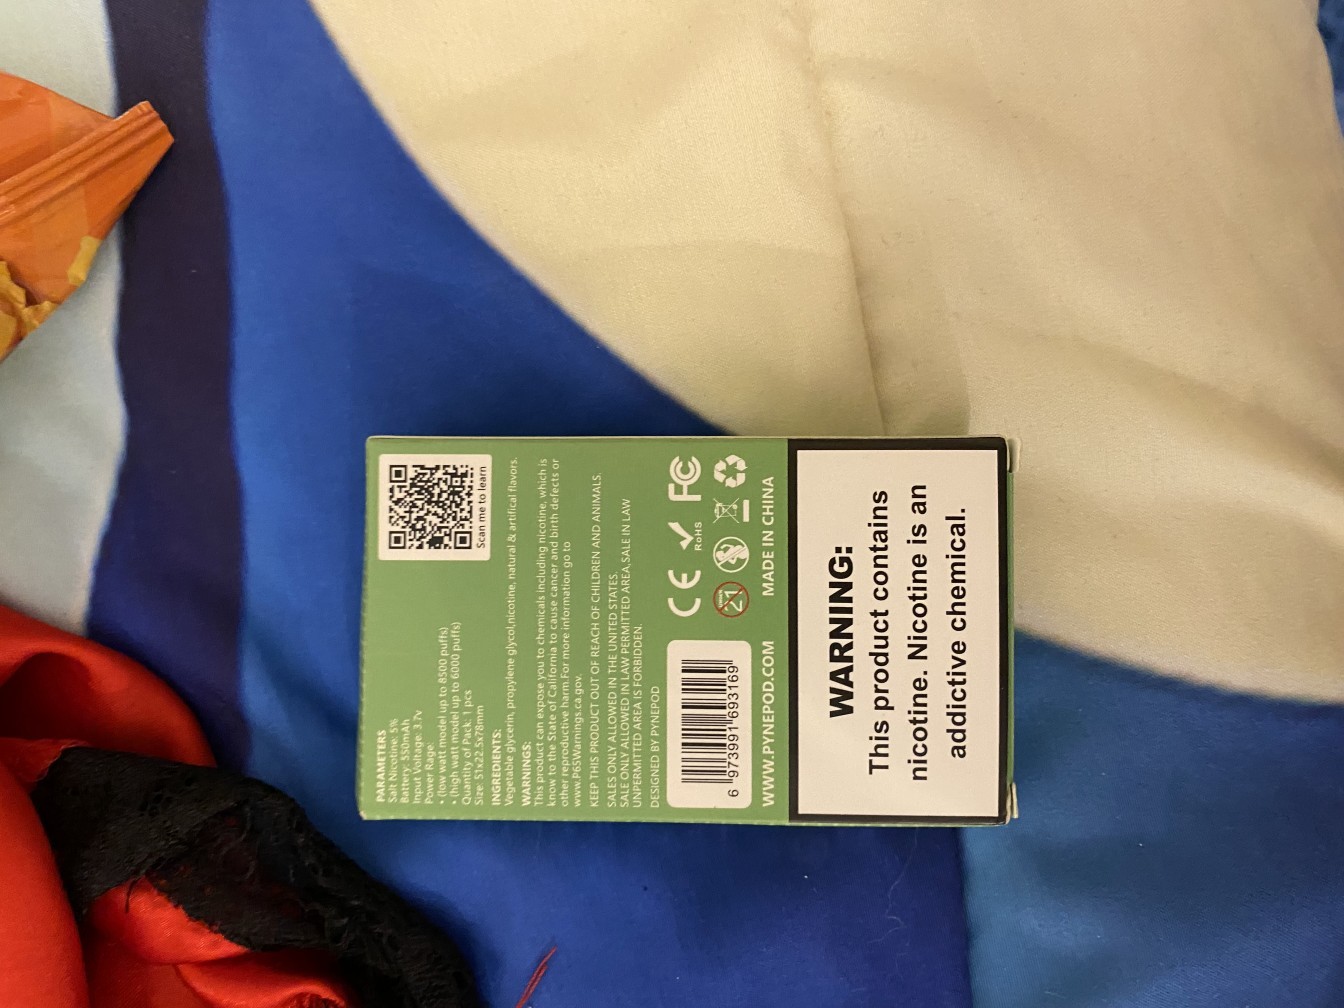 PARAMETERS
Salt Nicotine: 5%
Battery: 550mAh
Input Voltage: 3.7v
Power Rage:
• (low watt model up to 8500 puffs)
• (high watt model up to 6000 puffs)
Quantity of Pack: 1 pcs
Size: 51x22.5x78mm
Scan me to learn
INGREDIENTS:
Vegetable glycerin, propylene glycol,nicotine, natural & artifical flavors.
WARNINGS:
This product can expose you to chemicals including nicotine, which is
know to the State of California to cause cancer and birth defects or
other reproductive harm.For more information go to
www.P65Warnings.ca.gov.
KEEP THIS PRODUCT OUT OF REACH OF CHILDREN AND ANIMALS.
SALES ONLY ALLOWED IN THE UNITED STATES.
SALE ONLY ALLOWED IN LAW PERMITTED AREA,SALE IN LAW
UNPERMITTED AREA IS FORBIDDEN.
DESIGNED BY PYNEPOD
6 973991 693169
CE RoHS FC
21
WWW.PYNEPOD.COM MADE IN CHINA
WARNING:
This product contains
nicotine. Nicotine is an
addictive chemical.